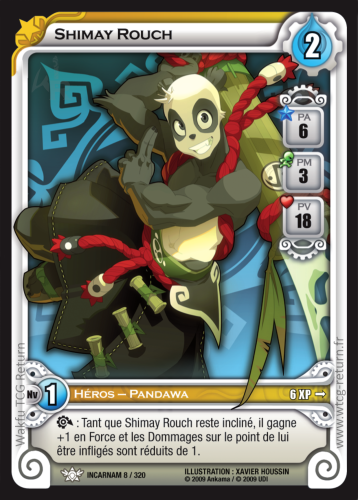 Shimay Rouch
2
PA
6
PM
3
PV
18
Wakfu TCG Return
www.wtcg-return.fr
Nv 1
Héros – Pandawa
6 XP →
: Tant que Shimay Rouch reste incliné, il gagne
+1 en Force et les Dommages sur le point de lui
être infligés sont réduits de 1.
INCARNAM 8 / 320
ILLUSTRATION : XAVIER HOUSSIN
© 2009 Ankama / © 2009 UDI